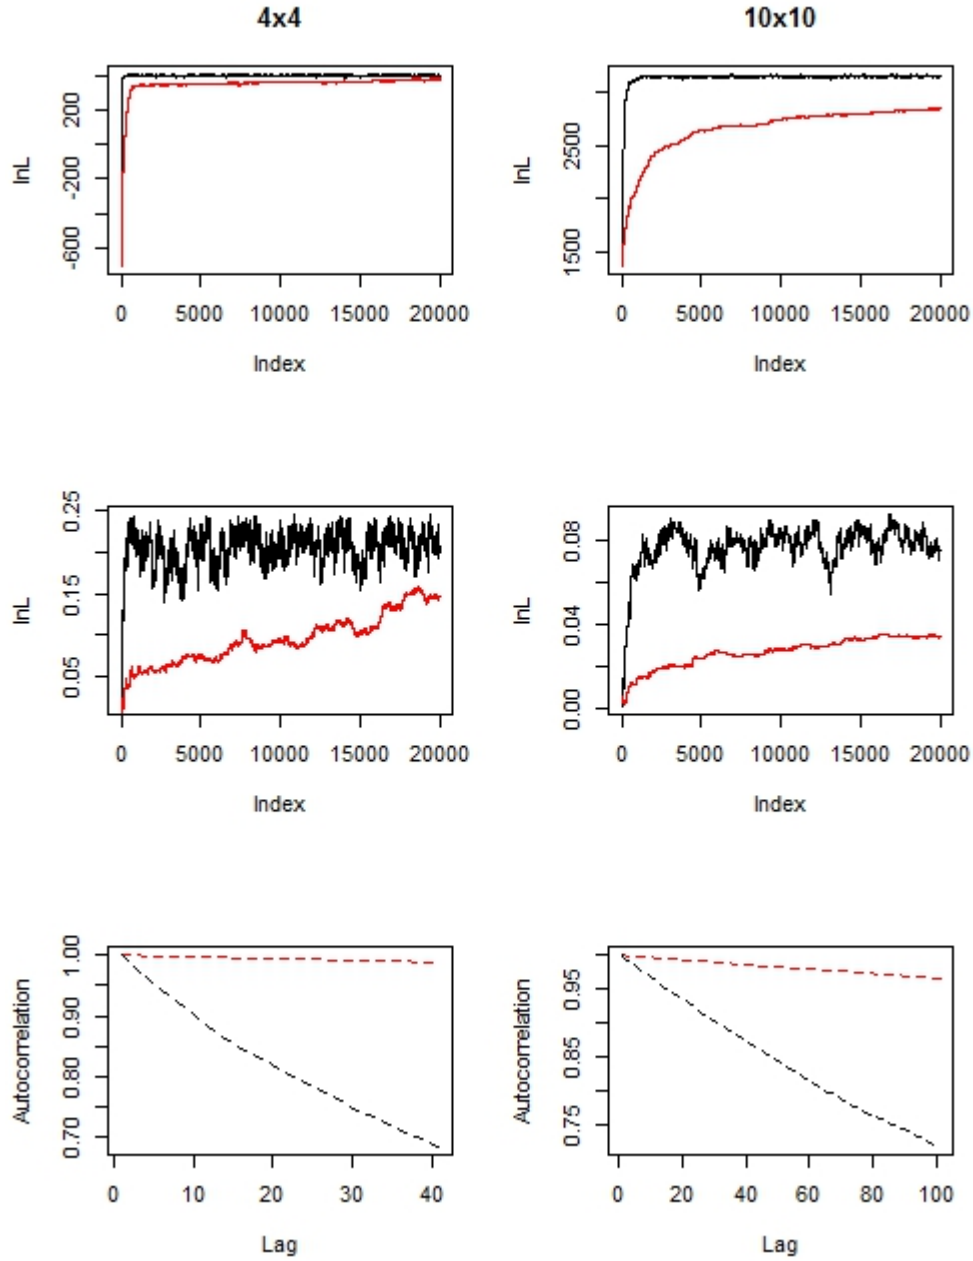 4x4
10x10
lnL
200
-200
-600
0 5000 10000 15000 20000
Index
lnL
2500
1500
0 5000 10000 15000 20000
Index
lnL
0.25
0.15
0.05
0 5000 10000 15000 20000
Index
lnL
0.08
0.04
0.00
0 5000 10000 15000 20000
Index
Autocorrelation
1.00
0.90
0.80
0.70
0 10 20 30 40
Lag
Autocorrelation
0.95
0.85
0.75
0 20 40 60 80 100
Lag